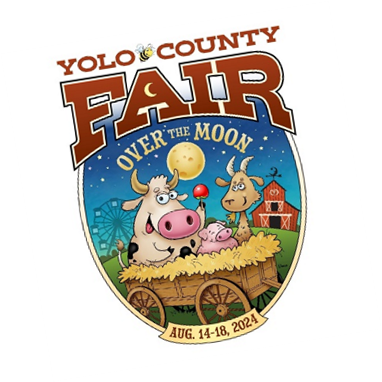 YOLO COUNTY
FAIR
OVER THE MOON
AUG. 14-18, 2024